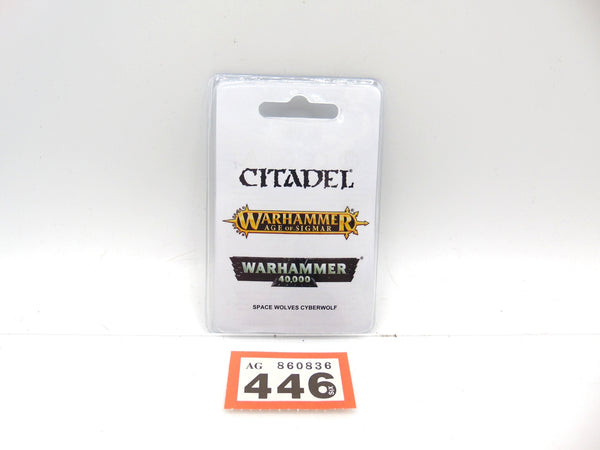 CITADEL
WARHAMMER
AGE OF SIGMAR
WARHAMMER®
40,000
SPACE WOLVES CYBERWOLF
AG 860836
446